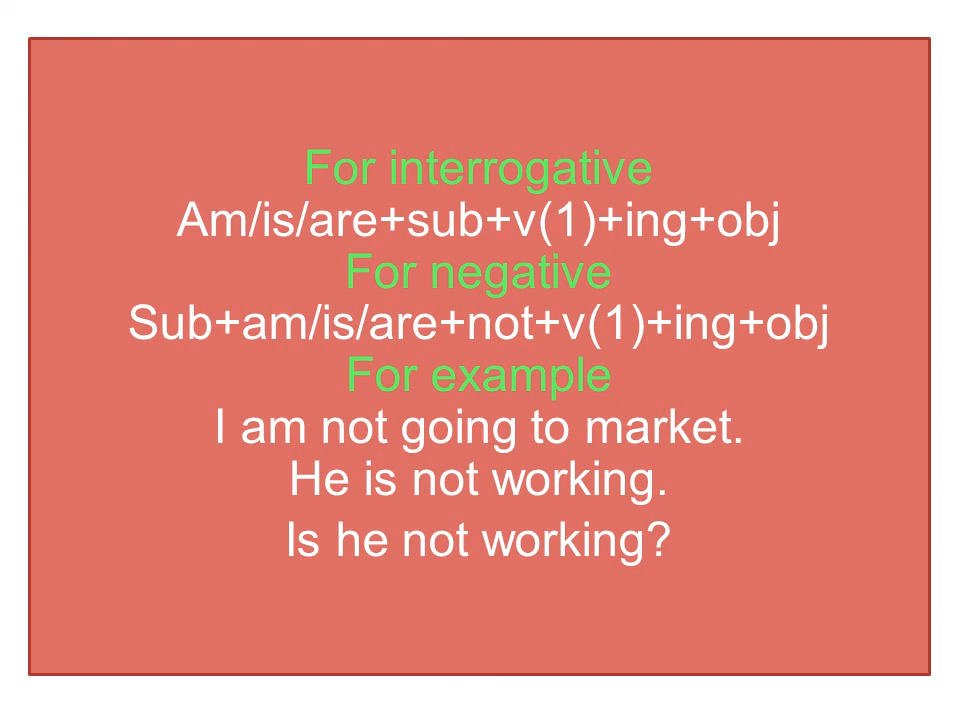 For interrogative
Am/is/are+sub+v(1)+ing+obj
For negative
Sub+am/is/are+not+v(1)+ing+obj
For example
I am not going to market.
He is not working.
Is he not working?